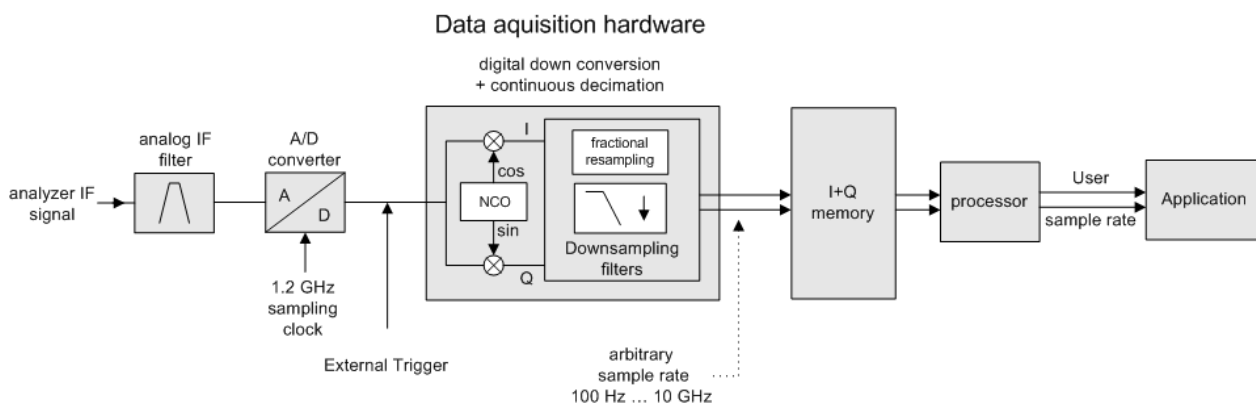 Data aquisition hardware
digital down conversion
+ continuous decimation
analog IF
filter
A/D
converter
analyzer IF
signal
A
D
1.2 GHz
sampling
clock
External Trigger
I
cos
NCO
sin
Q
fractional
resampling
Downsampling
filters
arbitrary
sample rate
100 Hz … 10 GHz
I+Q
memory
processor
User
sample rate
Application